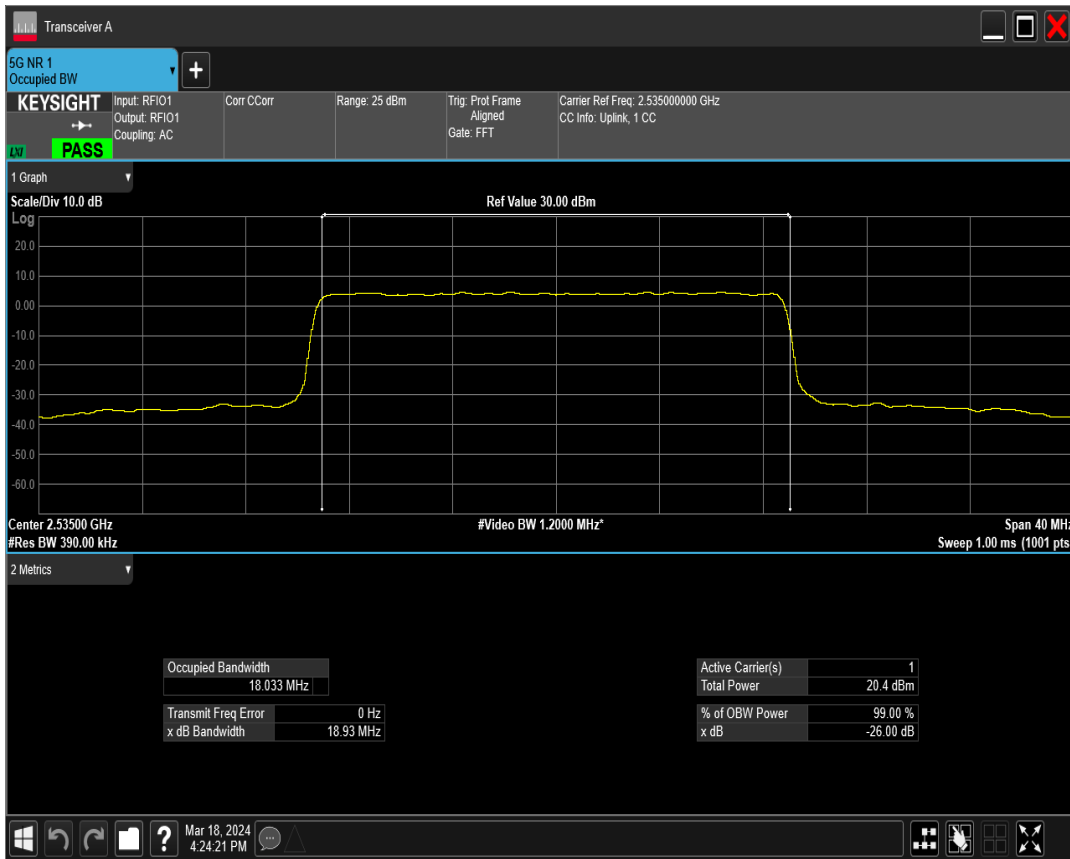 Transceiver A
5G NR 1
Occupied BW
+
KEYSIGHT
LXI
PASS
Input: RFIO1
Output: RFIO1
Coupling: AC
Corr CCorr
Range: 25 dBm
Trig: Prot Frame
Aligned
Gate: FFT
Carrier Ref Freq: 2.535000000 GHz
CC Info: Uplink, 1 CC
1 Graph
Scale/Div 10.0 dB
Ref Value 30.00 dBm
Log
20.0
10.0
0.00
-10.0
-20.0
-30.0
-40.0
-50.0
-60.0
Center 2.53500 GHz
#Video BW 1.2000 MHz*
Span 40 MHz
#Res BW 390.00 kHz
Sweep 1.00 ms (1001 pts
2 Metrics
Occupied Bandwidth
18.033 MHz
Transmit Freq Error 0 Hz
x dB Bandwidth 18.93 MHz
Active Carrier(s) 1
Total Power 20.4 dBm
% of OBW Power 99.00 %
x dB -26.00 dB
?
Mar 18, 2024
4:24:21 PM